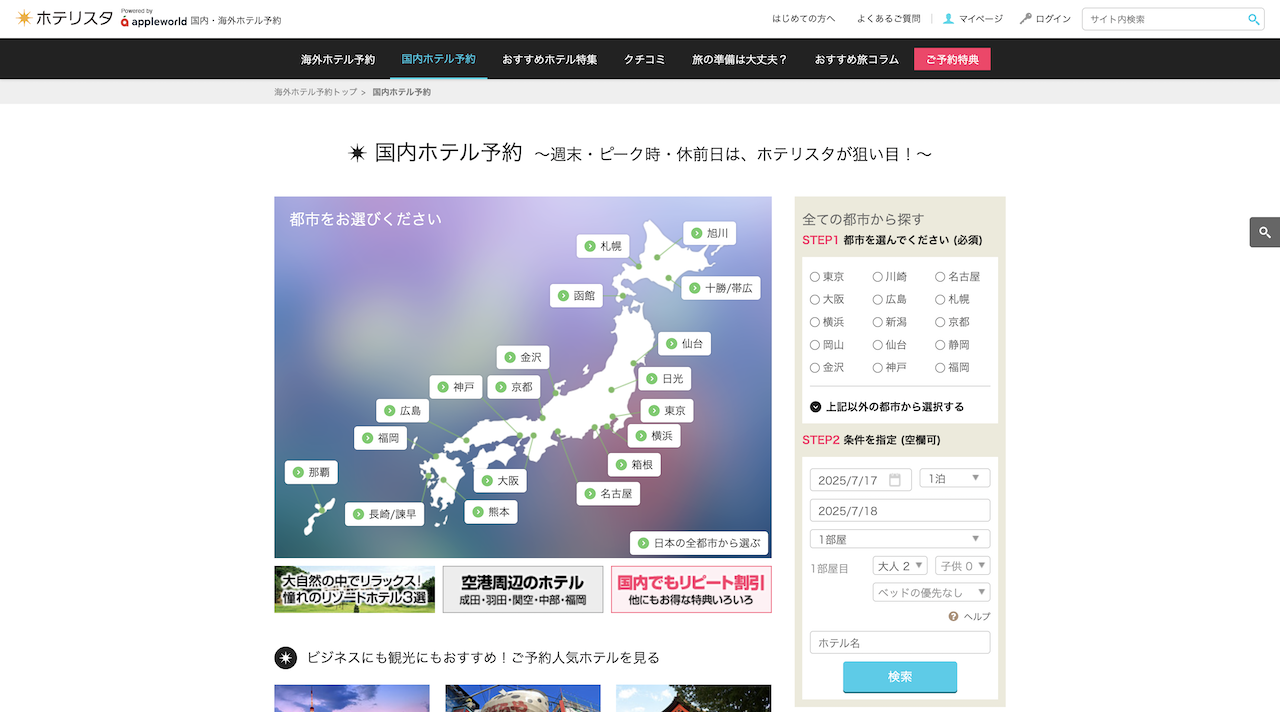 ホテリスタ Powered by appleworld 国内・海外ホテル予約
はじめての方へ よくあるご質問 マイページ ログイン サイト内検索
海外ホテル予約 国内ホテル予約 おすすめホテル特集 クチコミ 旅の準備は大丈夫？ おすすめ旅コラム ご予約特典
海外ホテル予約トップ > 国内ホテル予約
国内ホテル予約 〜週末・ピーク時・休前日は、ホテリスタが狙い目！〜
都市をお選びください
旭川
札幌
十勝/帯広
函館
仙台
金沢
日光
神戸
京都
広島
東京
福岡
横浜
箱根
那覇
大阪
名古屋
長崎/諫早
熊本
日本の全都市から選ぶ
大自然の中でリラックス!
憧れのリゾートホテル3選
空港周辺のホテル
成田・羽田・関空・中部・福岡
国内でもリピート割引
他にもお得な特典いろいろ
ビジネスにも観光にもおすすめ！ご予約人気ホテルを見る
全ての都市から探す
STEP1 都市を選んでください (必須)
東京 川崎 名古屋
大阪 広島 札幌
横浜 新潟 京都
岡山 仙台 静岡
金沢 神戸 福岡
上記以外の都市から選択する
STEP2 条件を指定 (空欄可)
2025/7/17 1泊
2025/7/18
1部屋
1部屋目 大人 2 子供 0
ベッドの優先なし
ヘルプ
ホテル名
検索